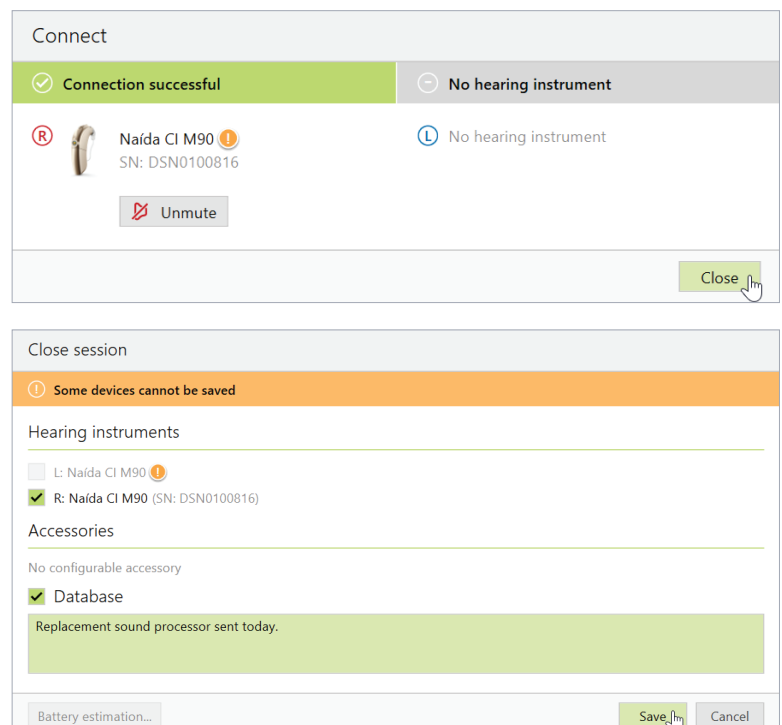 Connect
Connection successful
No hearing instrument
R
Naída CI M90
SN: DSN0100816
L No hearing instrument
Unmute
Close
Close session
Some devices cannot be saved
Hearing instruments
L: Naída CI M90
R: Naída CI M90 (SN: DSN0100816)
Accessories
No configurable accessory
Database
Replacement sound processor sent today.
Battery estimation...
Save
Cancel